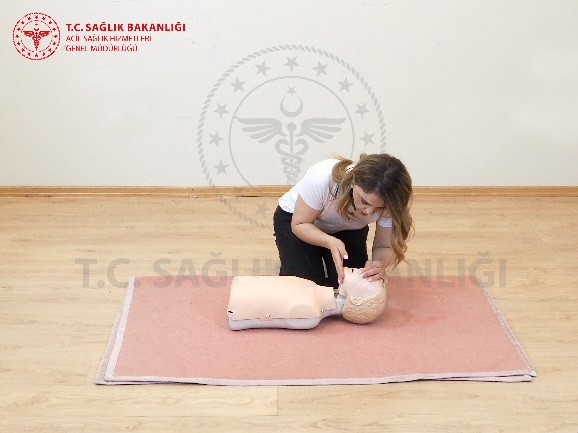 T.C. SAĞLIK BAKANLIĞI
ACİL SAĞLIK HİZMETLERİ
GENEL MÜDÜRLÜĞÜ
T.C. SAĞLIK BAKANLIĞI